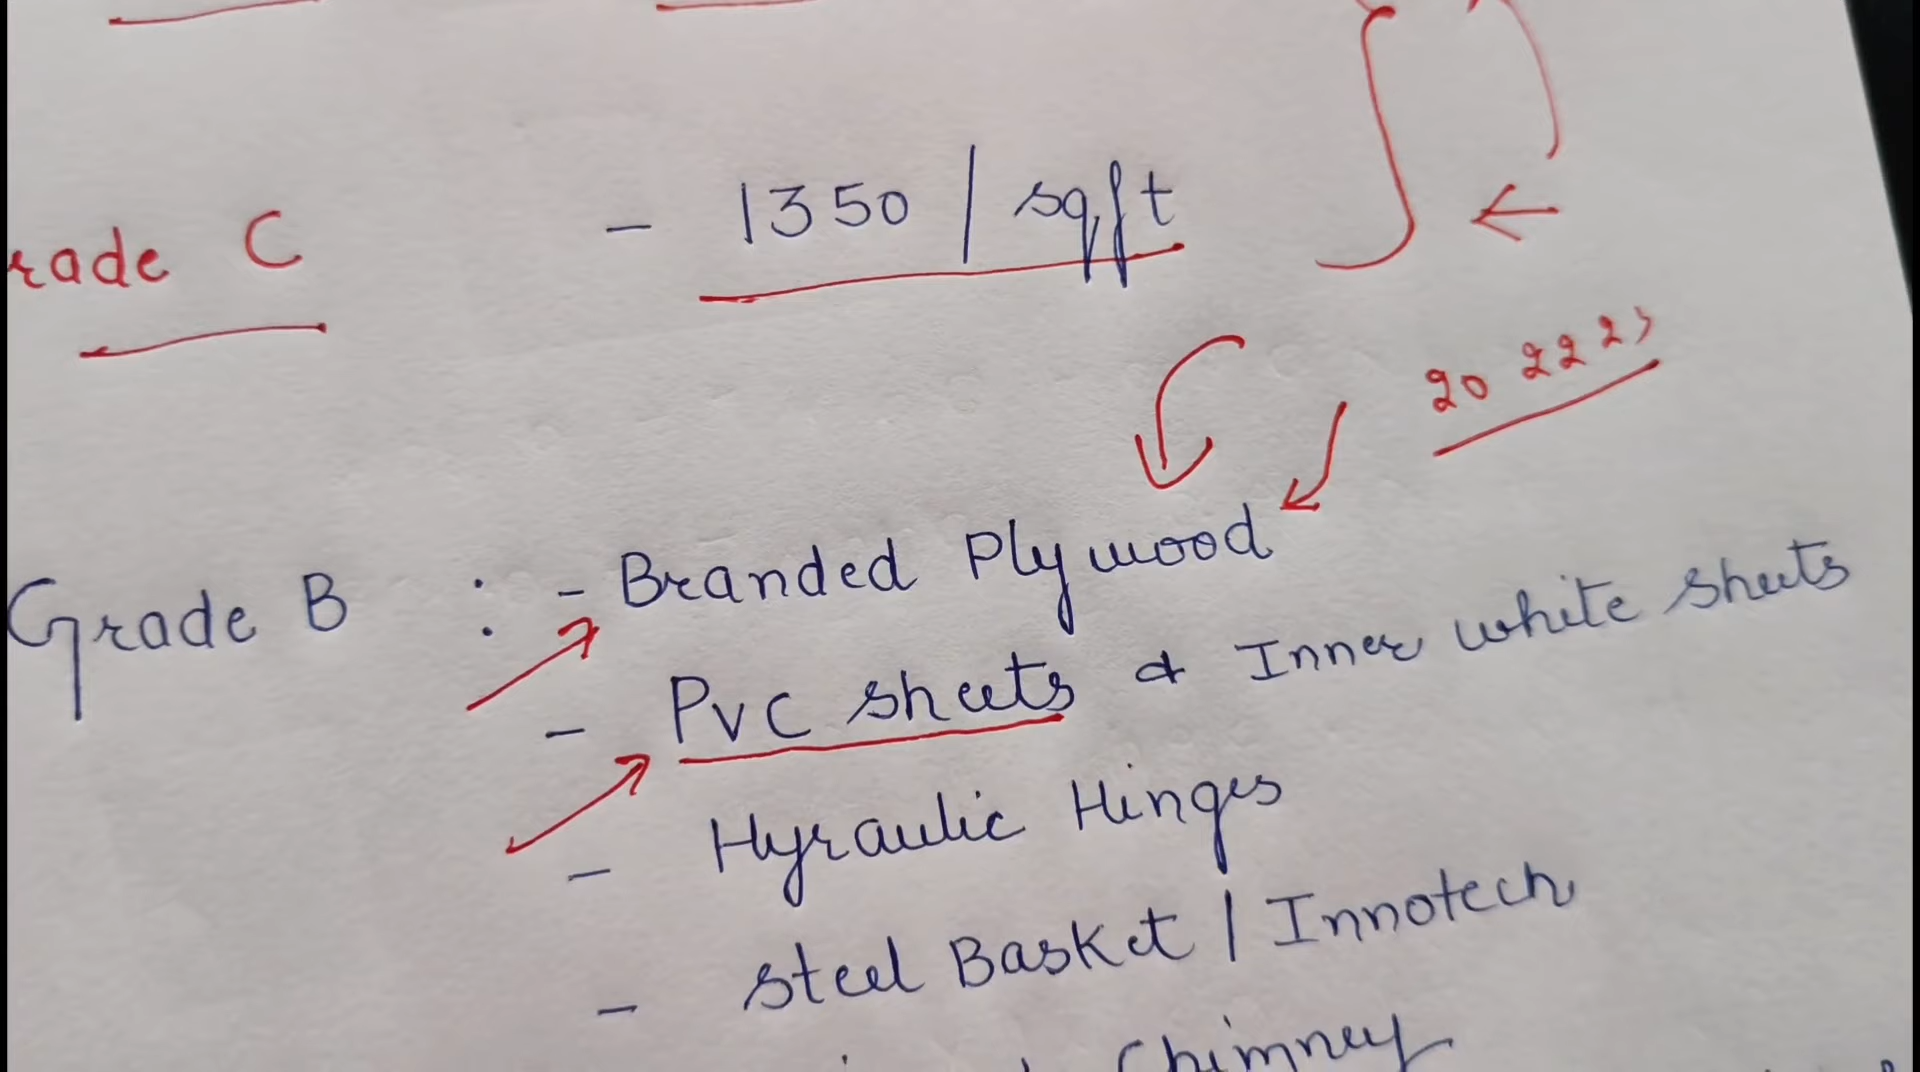 rade C - 1350 / sqft
20 22 2
Grade B : - Branded Plywood
- PVC sheets & Inner white sheets
- Hyraulic Hinges
- Steel Basket / Innotech
Chimney